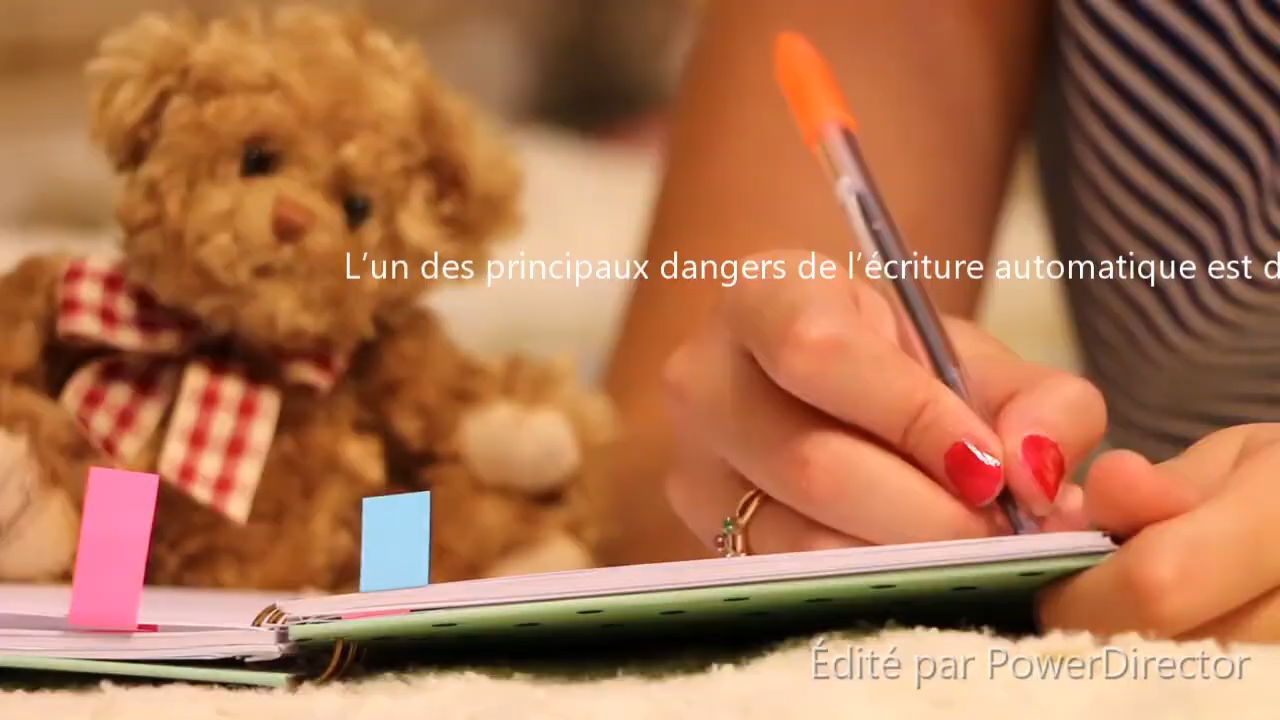 L’un des principaux dangers de l’écriture automatique est
Édité par PowerDirector